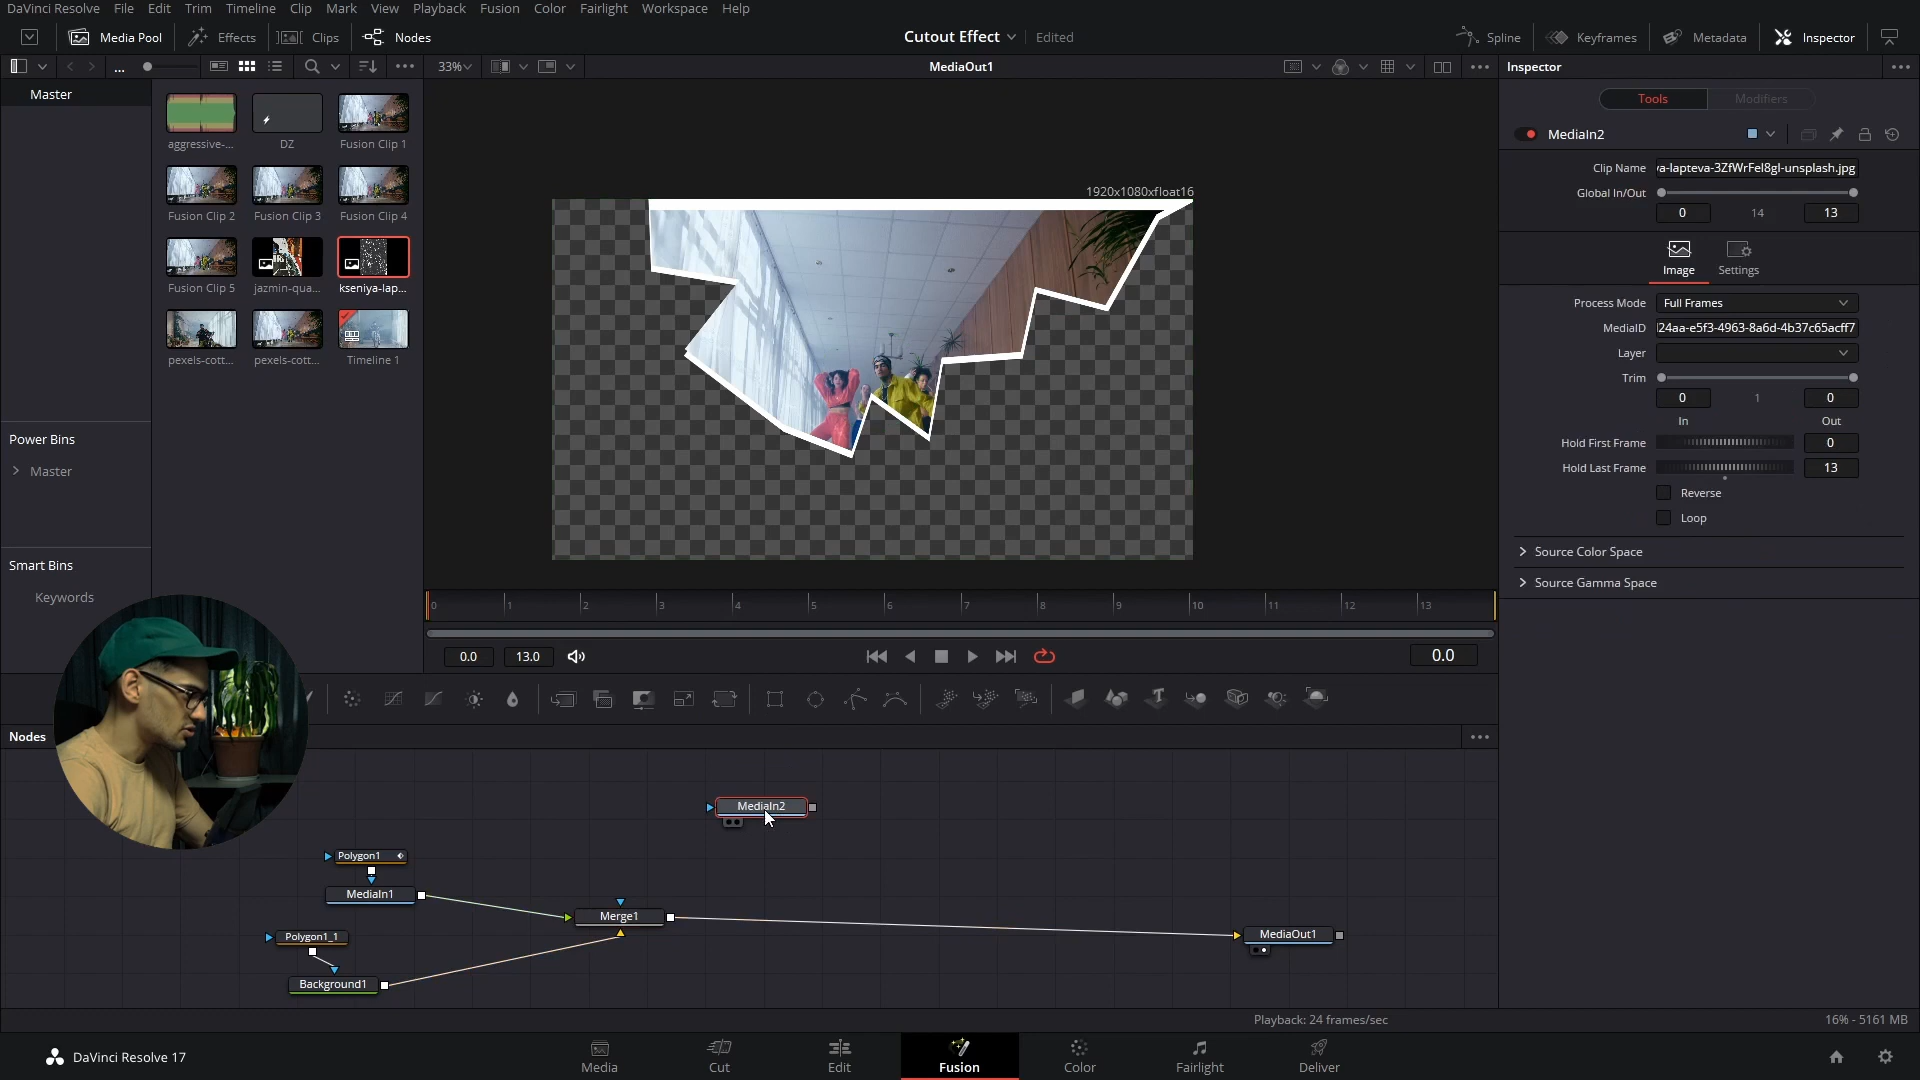 DaVinci Resolve File Edit Trim Timeline Clip Mark View Playback Fusion Color Fairlight Workspace Help
Media Pool Effects Clips Nodes Cutout Effect Edited Spline Keyframes Metadata Inspector
... 33% MediaOut1 Inspector
Master
Tools Modifiers
MediaIn2
Clip Name /a-lapteva-3ZfWrFel8gI-unsplash.jpg
Global In/Out
0 14 13
Image Settings
Process Mode Full Frames
MediaID I24aa-e5f3-4963-8a6d-4b37c65acff7
Layer
Trim
0 1 0
In Out
Hold First Frame 0
Hold Last Frame 13
Reverse
Loop
Source Color Space
Source Gamma Space
aggressive-... DZ Fusion Clip 1
Fusion Clip 2 Fusion Clip 3 Fusion Clip 4
Fusion Clip 5 jazmin-qua... kseniya-lap...
pexels-cott... pexels-cott... Timeline 1
Power Bins
Master
Smart Bins
Keywords
1920x1080xfloat16
0 1 2 3 4 5 6 7 8 9 10 11 12 13
0.0 13.0 0.0
Nodes
MediaIn2
Polygon1
MediaIn1
Merge1
Polygon1_1
Background1
MediaOut1
Playback: 24 frames/sec 16% - 5161 MB
DaVinci Resolve 17
Media Cut Edit Fusion Color Fairlight Deliver